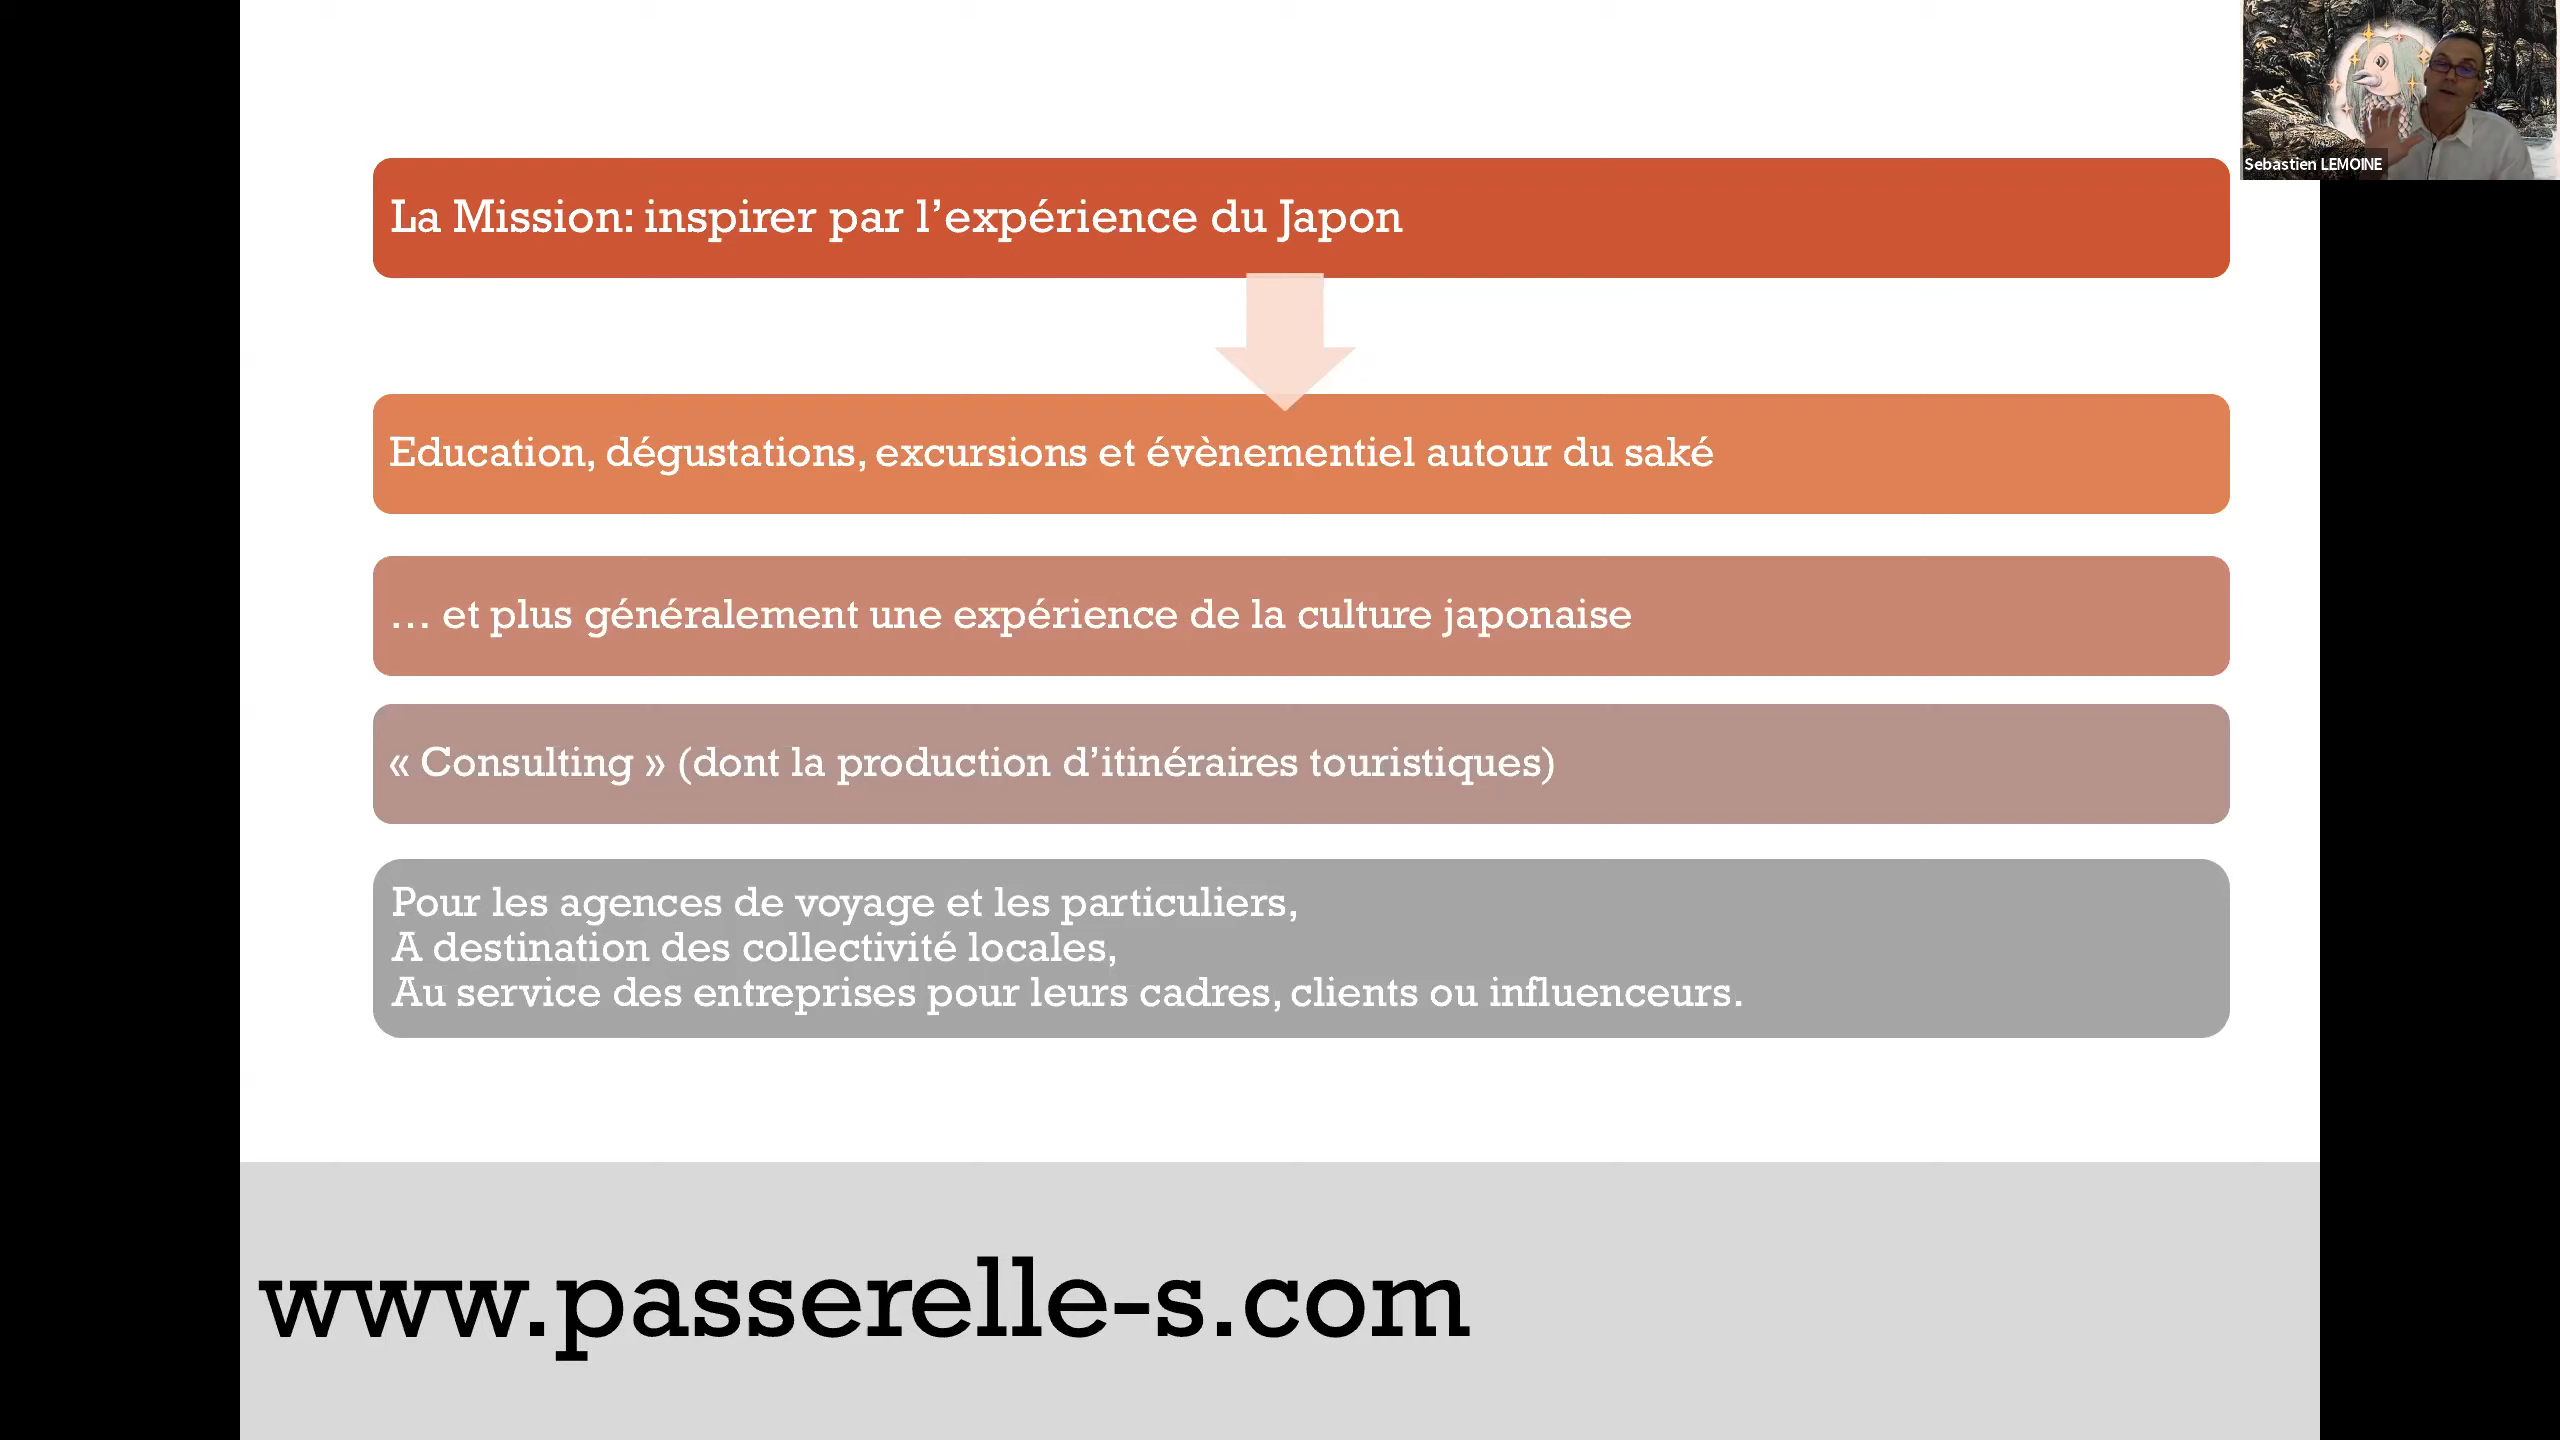 La Mission: inspirer par l’expérience du Japon
Sebastien LEMOINE
Education, dégustations, excursions et évènementiel autour du saké
… et plus généralement une expérience de la culture japonaise
« Consulting » (dont la production d’itinéraires touristiques)
Pour les agences de voyage et les particuliers,
A destination des collectivité locales,
Au service des entreprises pour leurs cadres, clients ou influenceurs.
www.passerelle-s.com